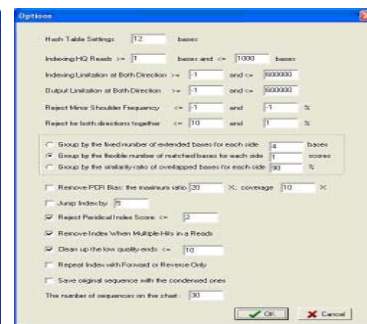 Options
Hash Table Settings 12 bases
Indexing HQ Reads >= 1 bases and <= 1000 bases
Indexing Limitation at Both Direction >= -1 and <= 600000
Output Limitation at Both Direction >= -1 and <= 600000
Reject Minor Shoulder Frequency <= -1 and -1 %
Reject for both directions together <= 10 and 1 %
Group by the fixed number of extended bases for each side 4 bases
Group by the flexible number of matched bases for each side 1 scores
Group by the similarity ratio of overlapped bases for each side 90 %
Remove PCR Bias: the maximum ratio 20 %; coverage 10 X
Jump Index by 5
Reject Peridical Index Score <= 2
Remove Index When Multiple Hits in a Reads
Clean up the low quality ends <= 10
Repeat Index with Forward or Reverse Only
Save original sequence with the condensed ones
The number of sequences on the chart: 30
OK Cancel